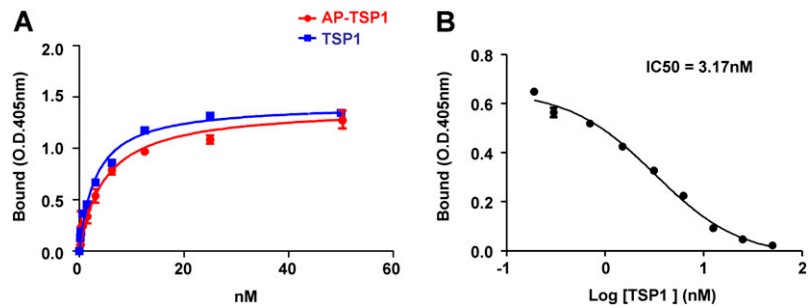 A
AP-TSP1
TSP1
Bound (O.D.405nm)
2.0
1.5
1.0
0.5
0.0
0 20 40 60
nM
B
IC50 = 3.17nM
Bound (O.D.405nm)
0.8
0.6
0.4
0.2
0.0
-1 0 1 2
Log [TSP1 ] (nM)